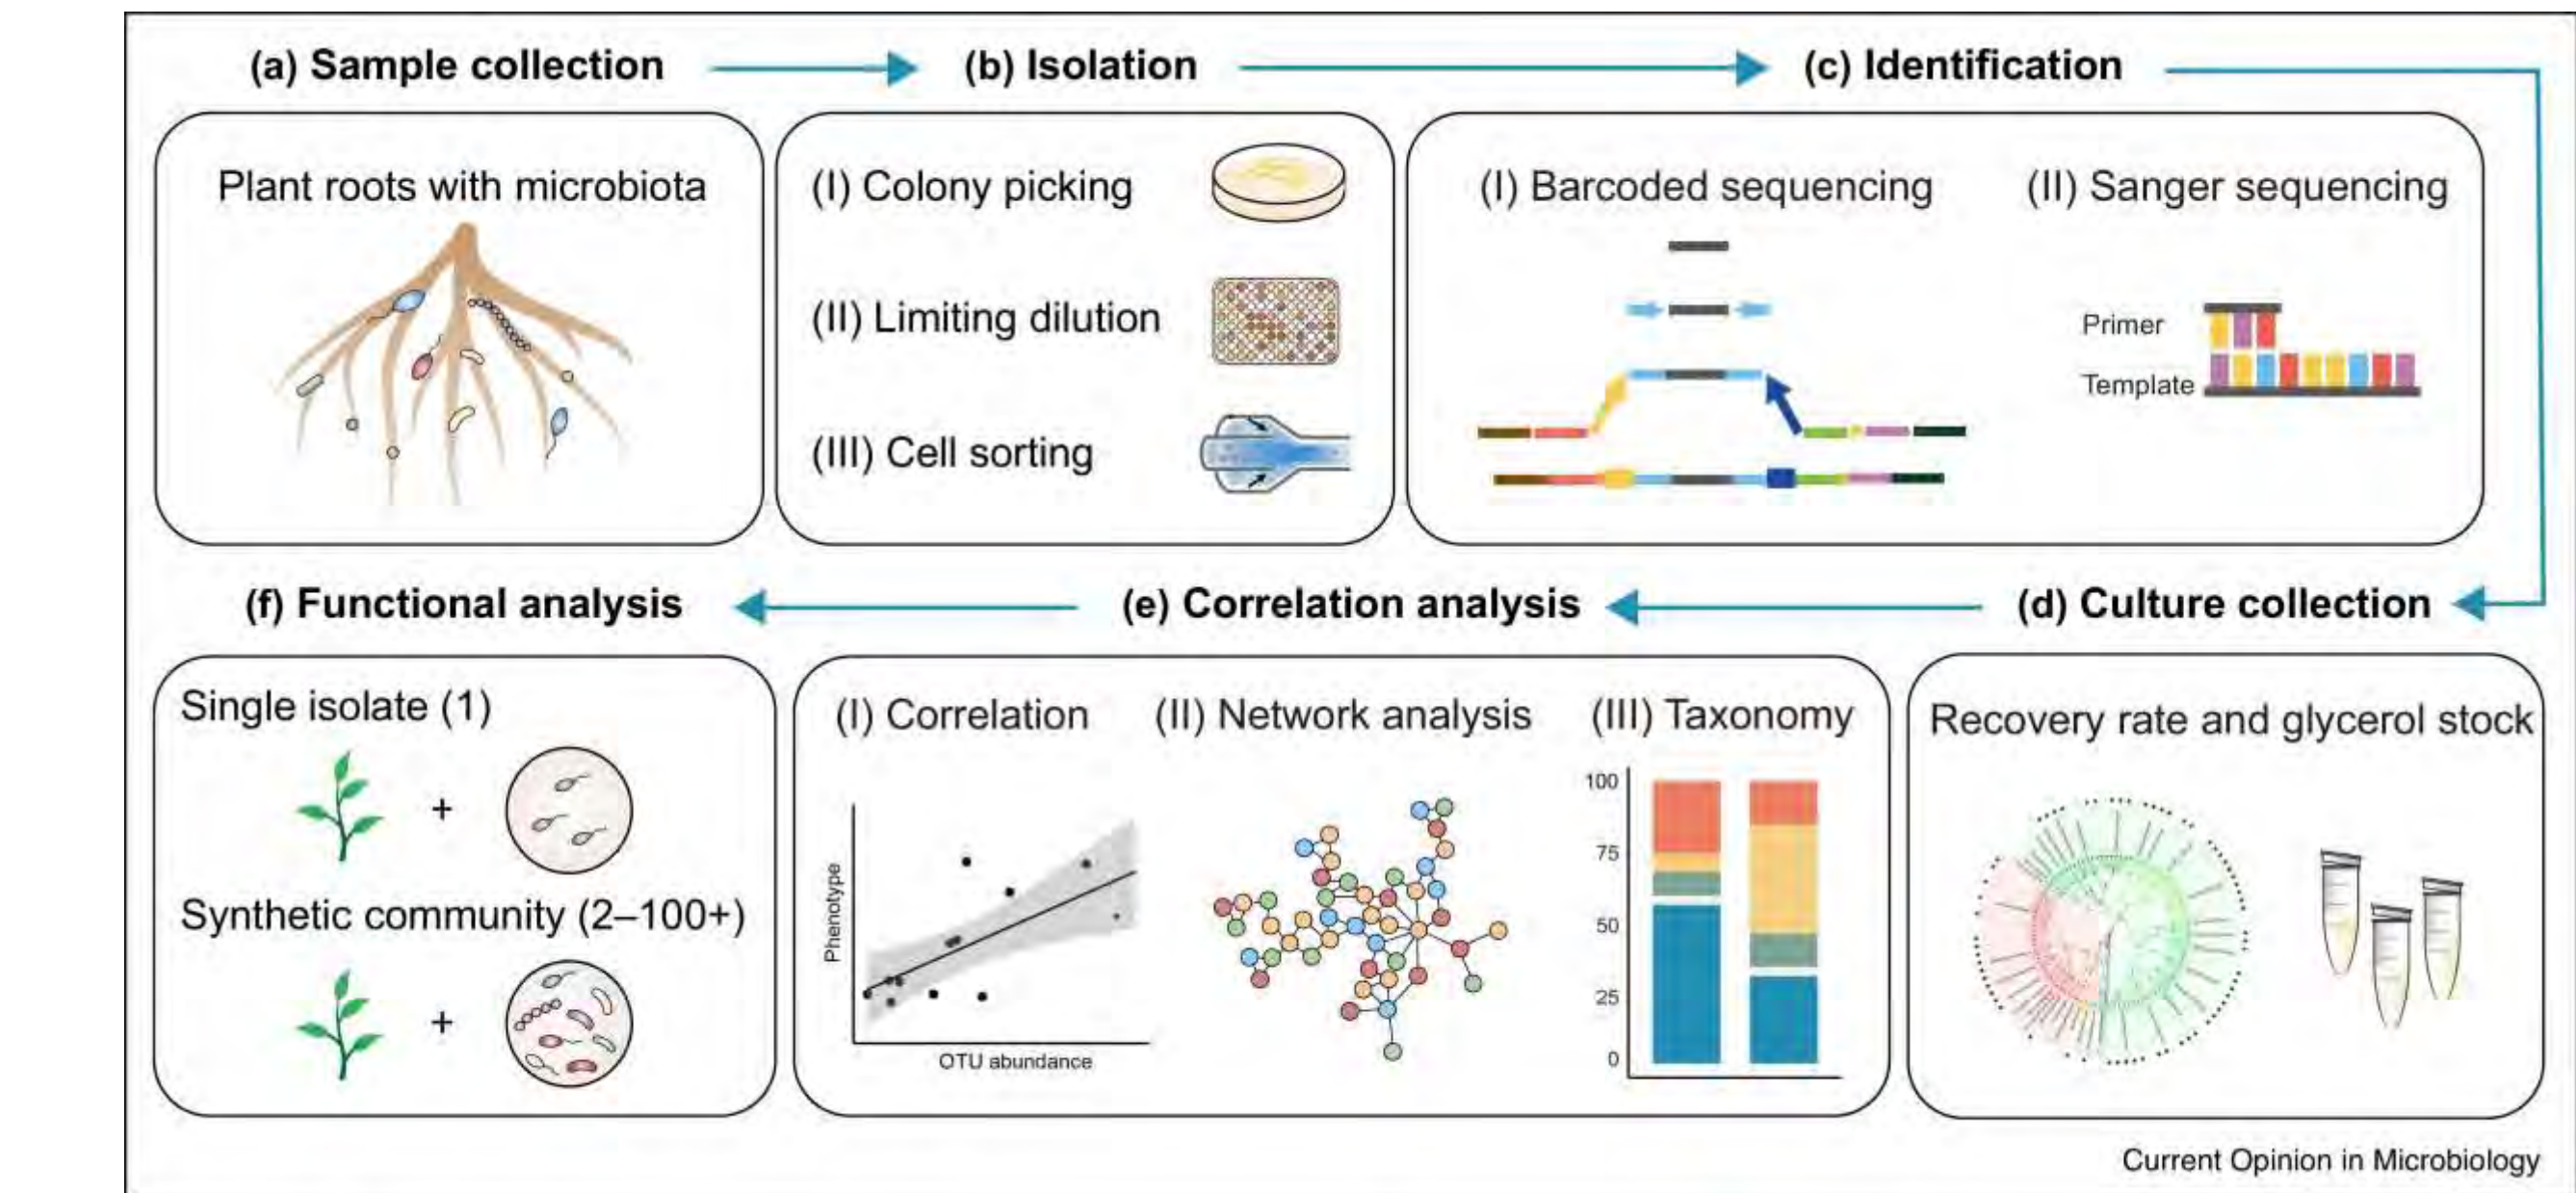 (a) Sample collection
(b) Isolation
(c) Identification
Plant roots with microbiota
(I) Colony picking
(II) Limiting dilution
(III) Cell sorting
(I) Barcoded sequencing
(II) Sanger sequencing
Primer
Template
(f) Functional analysis
(e) Correlation analysis
(d) Culture collection
Single isolate (1)
+
Synthetic community (2–100+)
+
(I) Correlation
Phenotype
OTU abundance
(II) Network analysis
(III) Taxonomy
100
75
50
25
0
Recovery rate and glycerol stock
Current Opinion in Microbiology